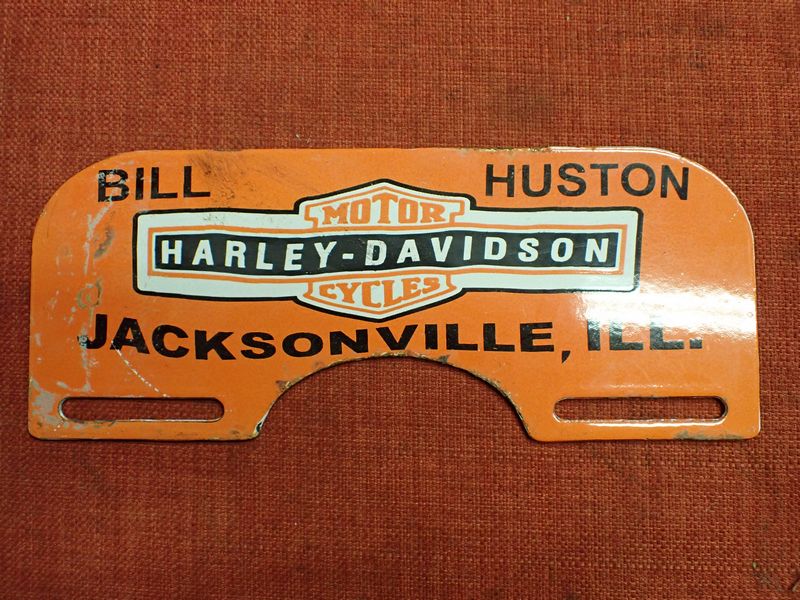 BILL HUSTON
MOTOR
HARLEY-DAVIDSON
CYCLES
JACKSONVILLE, ILL.